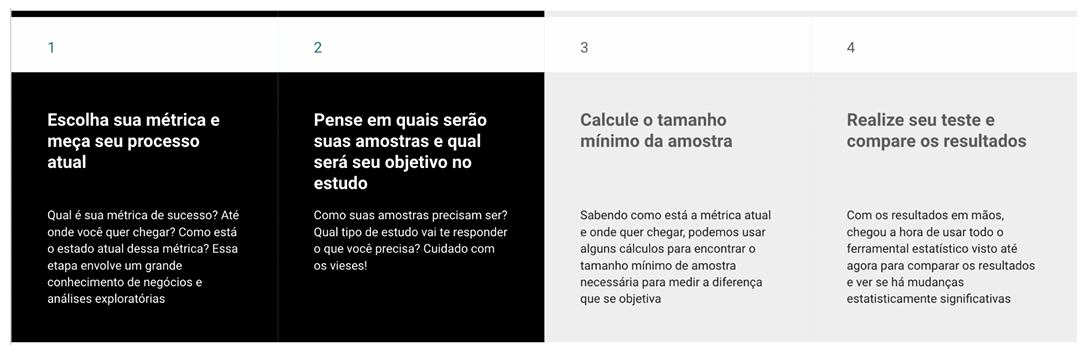 1
Escolha sua métrica e
meça seu processo
atual
Qual é sua métrica de sucesso? Até
onde você quer chegar? Como está
o estado atual dessa métrica? Essa
etapa envolve um grande
conhecimento de negócios e
análises exploratórias
2
Pense em quais serão
suas amostras e qual
será seu objetivo no
estudo
Como suas amostras precisam ser?
Qual tipo de estudo vai te responder
o que você precisa? Cuidado com
os vieses!
3
Calcule o tamanho
mínimo da amostra
Sabendo como está a métrica atual
e onde quer chegar, podemos usar
alguns cálculos para encontrar o
tamanho mínimo de amostra
necessária para medir a diferença
que se objetiva
4
Realize seu teste e
compare os resultados
Com os resultados em mãos,
chegou a hora de usar todo o
ferramental estatístico visto até
agora para comparar os resultados
e ver se há mudanças
estatisticamente significativas